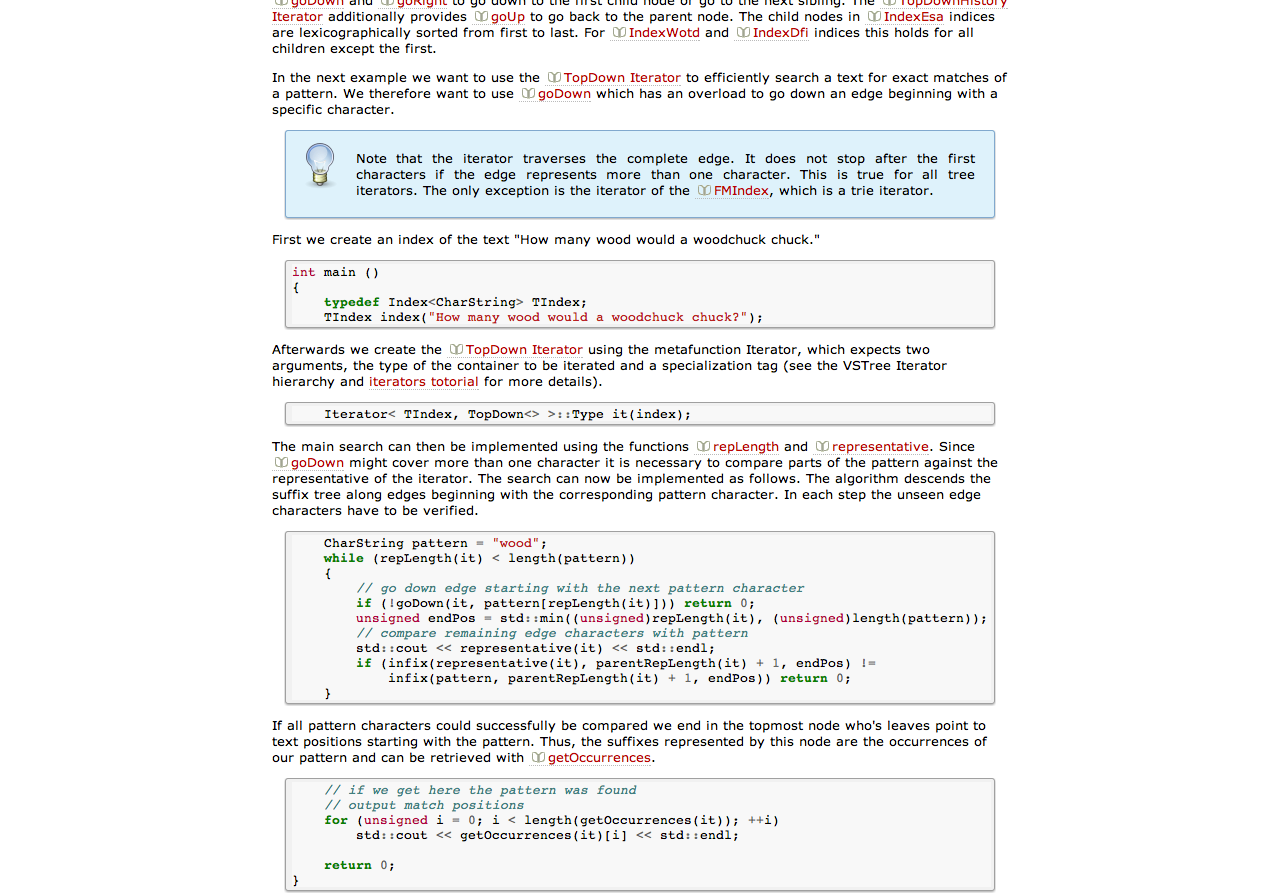 goDown and goRight to go down to the first child node or go to the next sibling. The TopDownHistory
Iterator additionally provides goUp to go back to the parent node. The child nodes in IndexEsa indices
are lexicographically sorted from first to last. For IndexWotd and IndexDfi indices this holds for all
children except the first.
In the next example we want to use the TopDown Iterator to efficiently search a text for exact matches of
a pattern. We therefore want to use goDown which has an overload to go down an edge beginning with a
specific character.
Note that the iterator traverses the complete edge. It does not stop after the first
characters if the edge represents more than one character. This is true for all tree
iterators. The only exception is the iterator of the FMIndex, which is a trie iterator.
First we create an index of the text "How many wood would a woodchuck chuck."
int main ()
{
    typedef Index<CharString> TIndex;
    TIndex index("How many wood would a woodchuck chuck?");
Afterwards we create the TopDown Iterator using the metafunction Iterator, which expects two
arguments, the type of the container to be iterated and a specialization tag (see the VSTree Iterator
hierarchy and iterators totorial for more details).
    Iterator< TIndex, TopDown<> >::Type it(index);
The main search can then be implemented using the functions repLength and representative. Since
goDown might cover more than one character it is necessary to compare parts of the pattern against the
representative of the iterator. The search can now be implemented as follows. The algorithm descends the
suffix tree along edges beginning with the corresponding pattern character. In each step the unseen edge
characters have to be verified.
    CharString pattern = "wood";
    while (repLength(it) < length(pattern))
    {
        // go down edge starting with the next pattern character
        if (!goDown(it, pattern[repLength(it)])) return 0;
        unsigned endPos = std::min((unsigned)repLength(it), (unsigned)length(pattern));
        // compare remaining edge characters with pattern
        std::cout << representative(it) << std::endl;
        if (infix(representative(it), parentRepLength(it) + 1, endPos) !=
            infix(pattern, parentRepLength(it) + 1, endPos)) return 0;
    }
If all pattern characters could successfully be compared we end in the topmost node who's leaves point to
text positions starting with the pattern. Thus, the suffixes represented by this node are the occurrences of
our pattern and can be retrieved with getOccurrences.
    // if we get here the pattern was found
    // output match positions
    for (unsigned i = 0; i < length(getOccurrences(it)); ++i)
        std::cout << getOccurrences(it)[i] << std::endl;
    return 0;
}